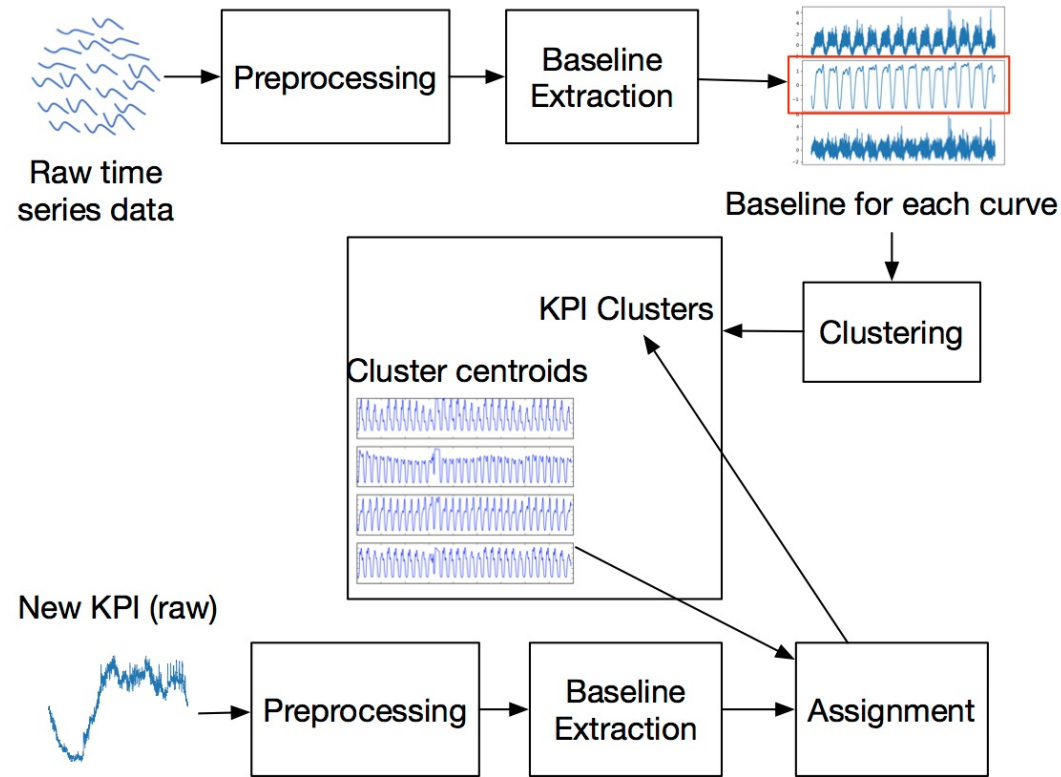 Preprocessing
Baseline
Extraction
Raw time
series data
Baseline for each curve
KPI Clusters
Clustering
Cluster centroids
New KPI (raw)
Preprocessing
Baseline
Extraction
Assignment